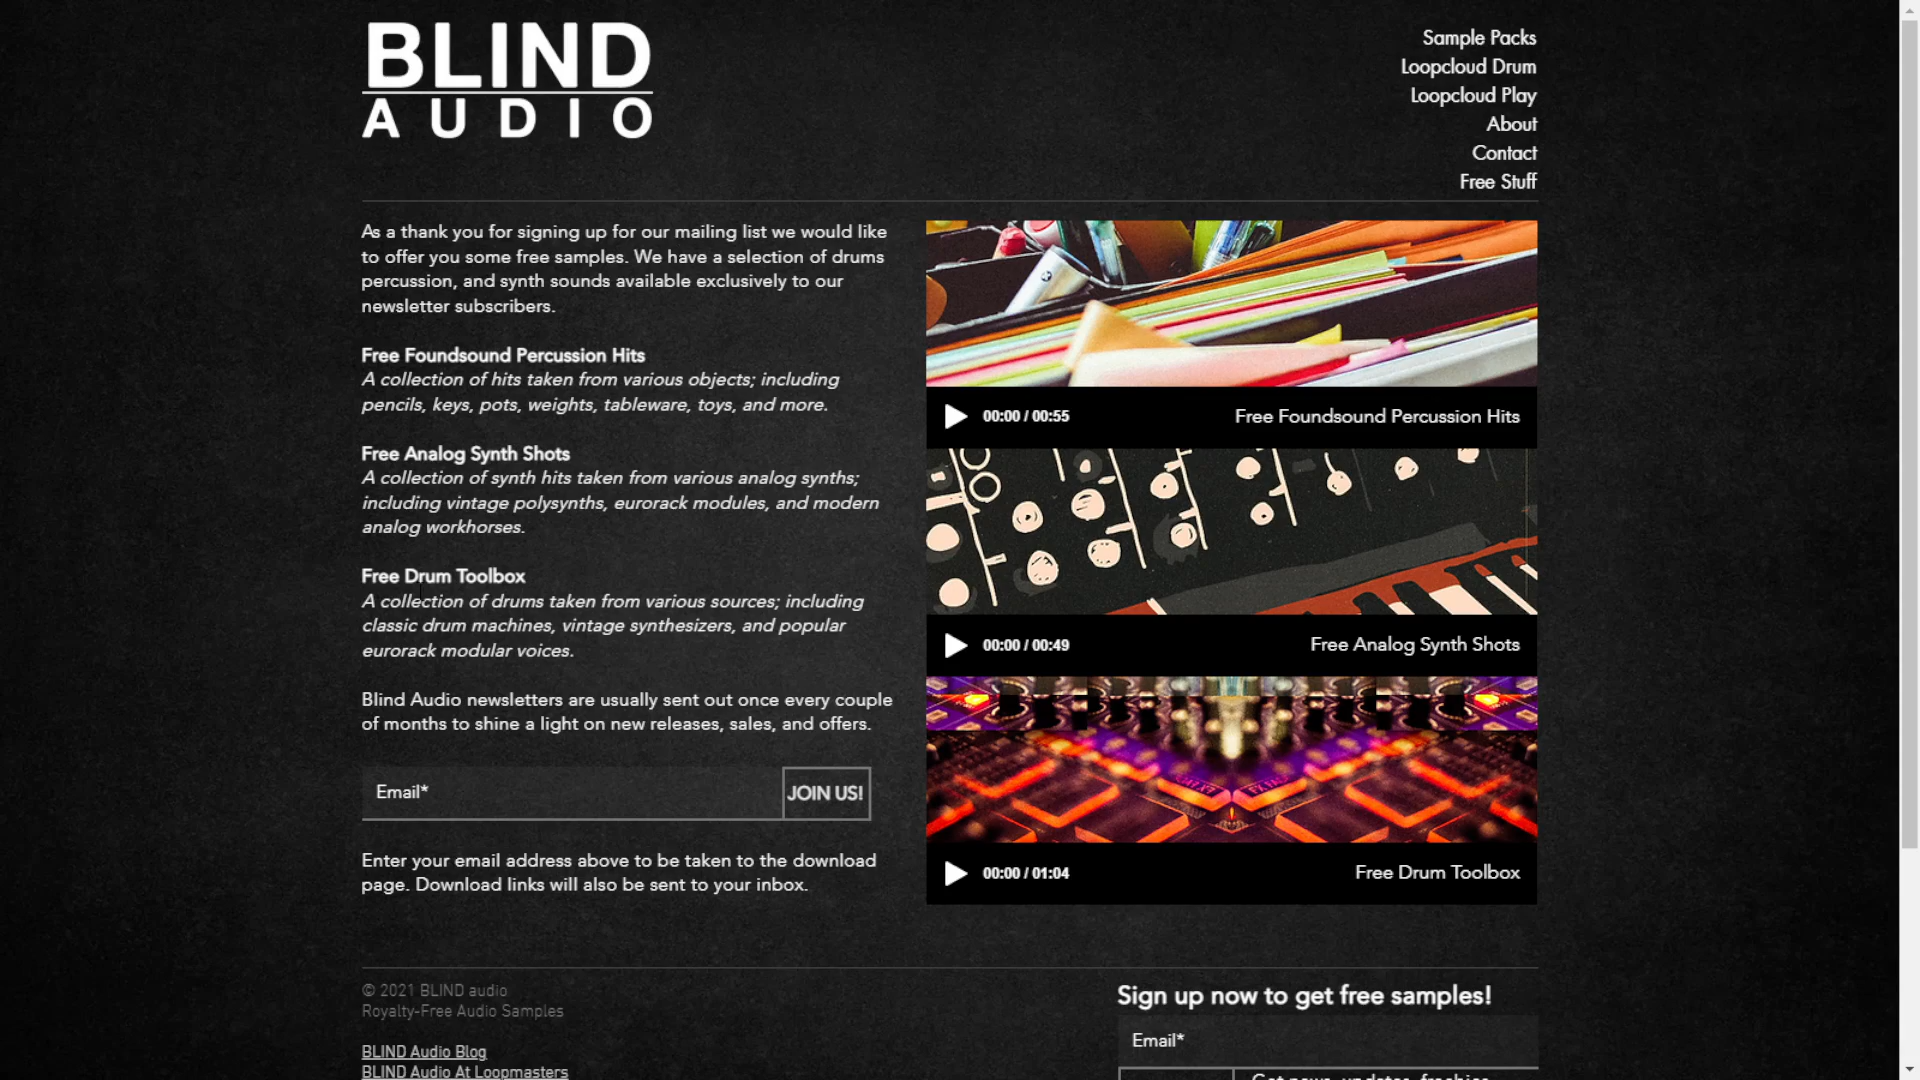 BLIND
AUDIO
Sample Packs
Loopcloud Drum
Loopcloud Play
About
Contact
Free Stuff
As a thank you for signing up for our mailing list we would like
to offer you some free samples. We have a selection of drums
percussion, and synth sounds available exclusively to our
newsletter subscribers.
Free Foundsound Percussion Hits
A collection of hits taken from various objects; including
pencils, keys, pots, weights, tableware, toys, and more.
Free Analog Synth Shots
A collection of synth hits taken from various analog synths;
including vintage polysynths, eurorack modules, and modern
analog workhorses.
Free Drum Toolbox
A collection of drums taken from various sources; including
classic drum machines, vintage synthesizers, and popular
eurorack modular voices.
Blind Audio newsletters are usually sent out once every couple
of months to shine a light on new releases, sales, and offers.
Email*
JOIN US!
Enter your email address above to be taken to the download
page. Download links will also be sent to your inbox.
00:00 / 00:55
Free Foundsound Percussion Hits
00:00 / 00:49
Free Analog Synth Shots
00:00 / 01:04
Free Drum Toolbox
© 2021 BLIND audio
Royalty-Free Audio Samples
BLIND Audio Blog
BLIND Audio At Loopmasters
Sign up now to get free samples!
Email*
Get news, updates, freebies